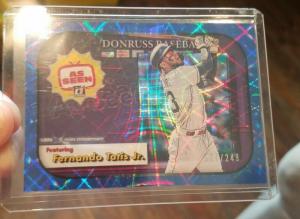 DONRUSS BASEBALL
AS
SEEN
Featuring
Fernando Tatis Jr.
/249